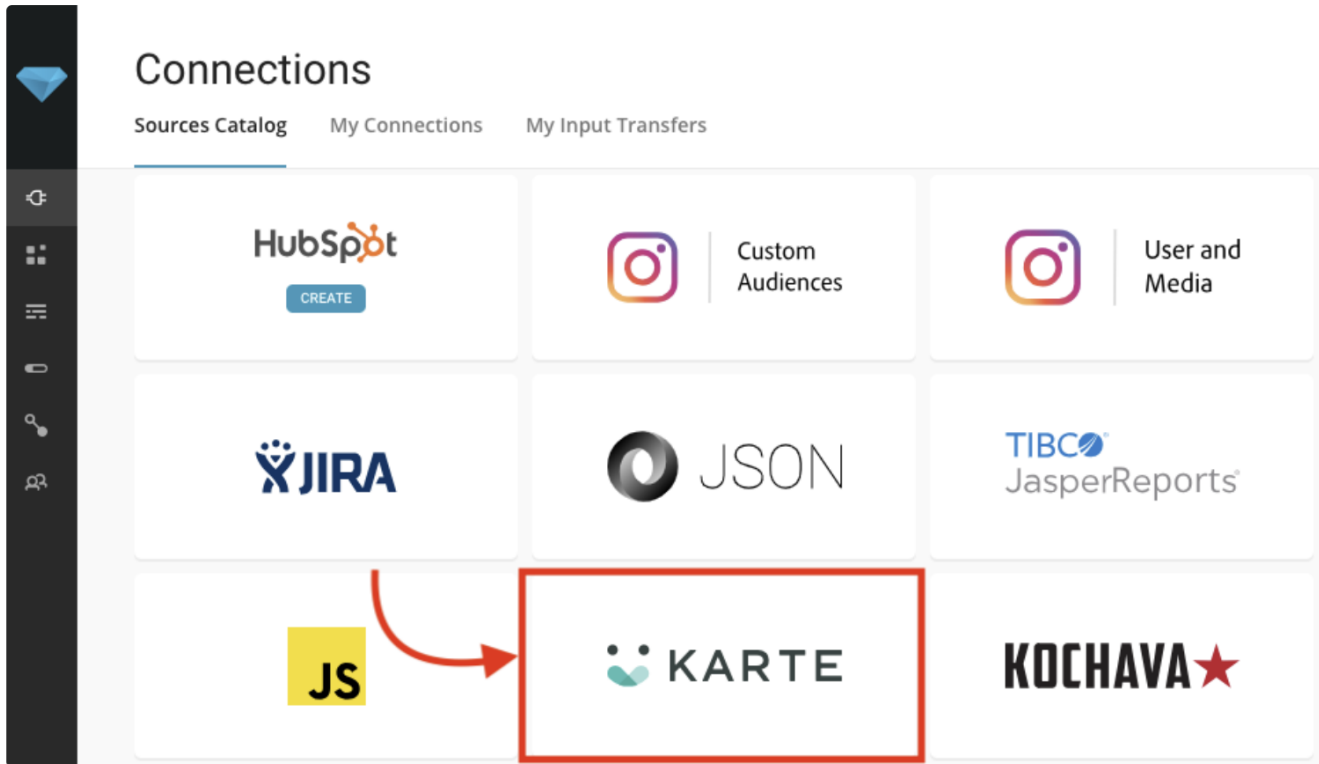 Connections
Sources Catalog My Connections My Input Transfers
HubSpot
CREATE
Custom
Audiences
User and
Media
JIRA
JSON
TIBCO®
JasperReports®
JS
KARTE
KOCHAVA